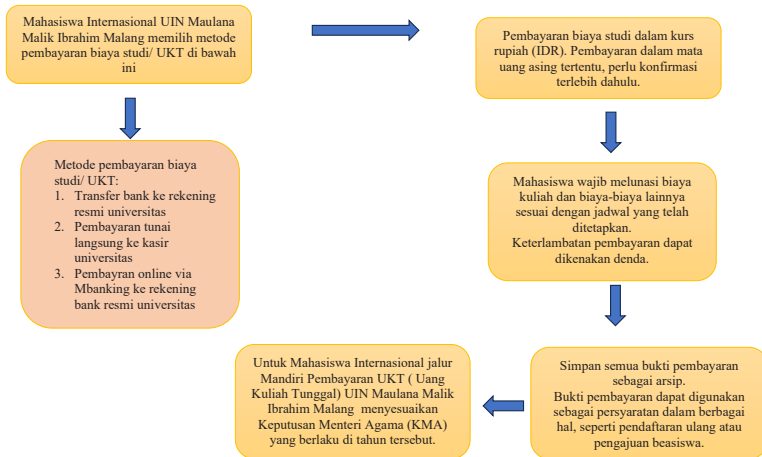 Mahasiswa Internasional UIN Maulana
Malik Ibrahim Malang memilih metode
pembayaran biaya studi/ UKT di bawah
ini
Pembayaran biaya studi dalam kurs
rupiah (IDR). Pembayaran dalam mata
uang asing tertentu, perlu konfirmasi
terlebih dahulu.
Metode pembayaran biaya
studi/ UKT:
1. Transfer bank ke rekening
resmi universitas
2. Pembayaran tunai
langsung ke kasir
universitas
3. Pembayran online via
Mbanking ke rekening
bank resmi universitas
Mahasiswa wajib melunasi biaya
kuliah dan biaya-biaya lainnya
sesuai dengan jadwal yang telah
ditetapkan.
Keterlambatan pembayaran dapat
dikenakan denda.
Simpan semua bukti pembayaran
sebagai arsip.
Bukti pembayaran dapat digunakan
sebagai persyaratan dalam berbagai
hal, seperti pendaftaran ulang atau
pengajuan beasiswa.
Untuk Mahasiswa Internasional jalur
Mandiri Pembayaran UKT ( Uang
Kuliah Tunggal) UIN Maulana Malik
Ibrahim Malang menyesuaikan
Keputusan Menteri Agama (KMA)
yang berlaku di tahun tersebut.